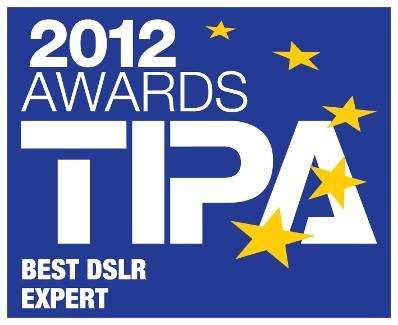 2012
AWARDS
TIPA
BEST DSLR
EXPERT